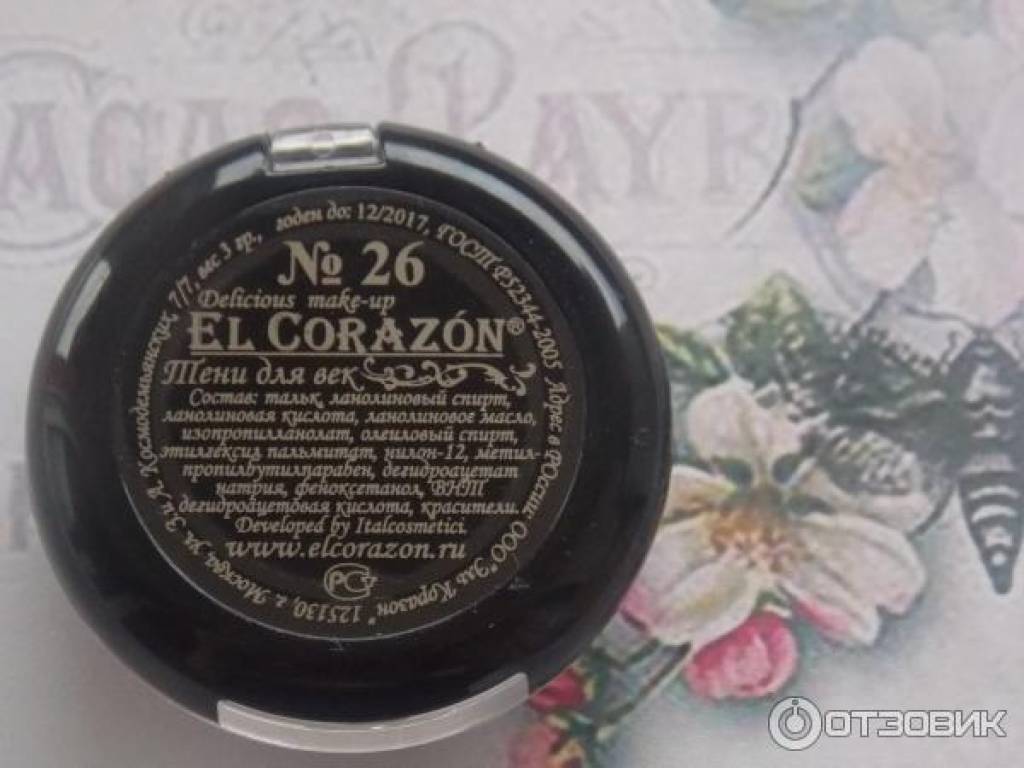 № 26
Delicious make-up
EL CORAZÓN®
Тени для век
Состав: тальк, ланолиновый спирт,
ланолиновая кислота, ланолиновое масло,
изопропилланолат, олеиловый спирт,
этилгексил пальмитат, нилон-12, метил-
пропилбутилпарабен, дегидроацетат
натрия, феноксетанол, ВНТ
дегидроацетовая кислота, красители.
Developed by Italcosmetici.
www.elcorazon.ru
РСТ
вес 3 гр., годен до: 12/2017, ГОСТ Р52344-2005 Адрес в России: ООО "Эль Коразон" 125130, г. Москва, ул. З и А. Космодемьянских, 7/7,
PAYR
ОТЗОВИК